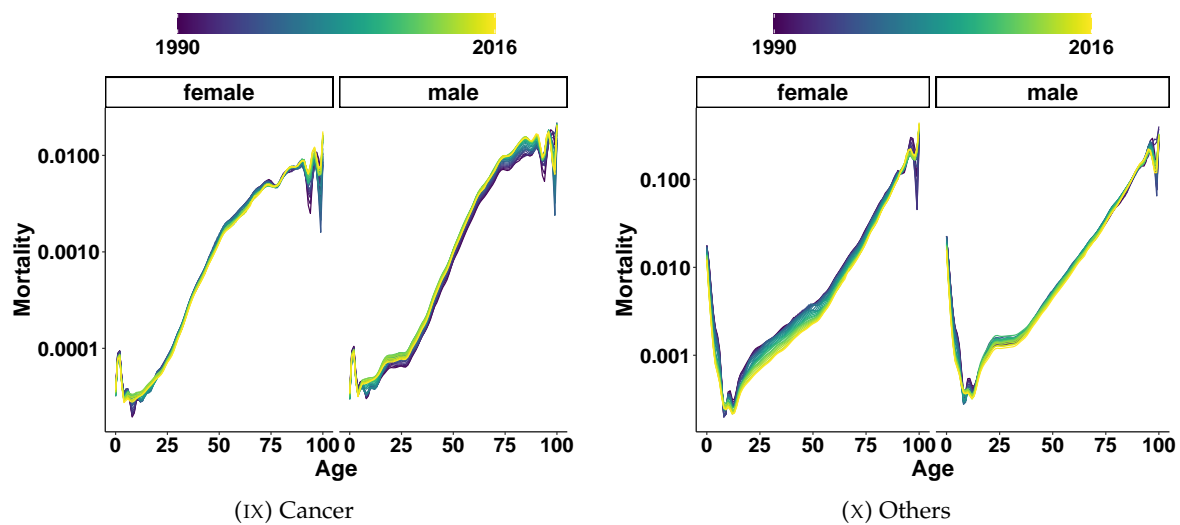 1990 2016
female male
Mortality
0.0100
0.0010
0.0001
0 25 50 75 100 0 25 50 75 100
Age
(IX) Cancer
1990 2016
female male
Mortality
0.100
0.010
0.001
0 25 50 75 100 0 25 50 75 100
Age
(X) Others